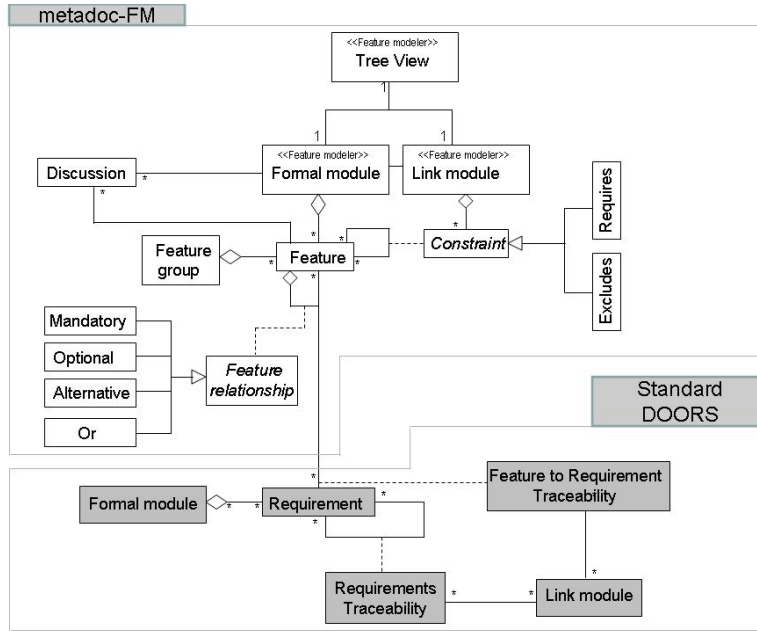 metadoc-FM
<<Feature modeler>>
Tree View
1
1
1
<<Feature modeler>>
Formal module
<<Feature modeler>>
Link module
Discussion
*
*
*
*
*
Requires
Constraint
Feature
group
*
*
Feature
*
*
Excludes
Mandatory
Optional
Alternative
Or
Feature
relationship
Standard
DOORS
*
Feature to Requirement
Traceability
Formal module
*
*
Requirement
*
*
*
Requirements
Traceability
*
*
Link module